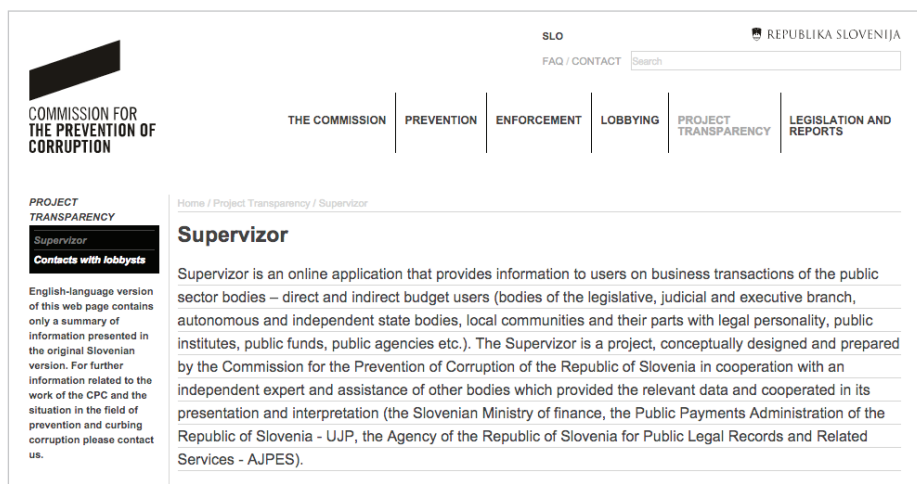 SLO
REPUBLIKA SLOVENIJA
FAQ / CONTACT
Search
COMMISSION FOR
THE PREVENTION OF
CORRUPTION
THE COMMISSION
PREVENTION
ENFORCEMENT
LOBBYING
PROJECT
TRANSPARENCY
LEGISLATION AND
REPORTS
PROJECT
TRANSPARENCY
Supervizor
Contacts with lobbysts
English-language version
of this web page contains
only a summary of
information presented in
the original Slovenian
version. For further
information related to the
work of the CPC and the
situation in the field of
prevention and curbing
corruption please contact
us.
Home / Project Transparency / Supervizor
Supervizor
Supervizor is an online application that provides information to users on business transactions of the public
sector bodies – direct and indirect budget users (bodies of the legislative, judicial and executive branch,
autonomous and independent state bodies, local communities and their parts with legal personality, public
institutes, public funds, public agencies etc.). The Supervizor is a project, conceptually designed and prepared
by the Commission for the Prevention of Corruption of the Republic of Slovenia in cooperation with an
independent expert and assistance of other bodies which provided the relevant data and cooperated in its
presentation and interpretation (the Slovenian Ministry of finance, the Public Payments Administration of the
Republic of Slovenia - UJP, the Agency of the Republic of Slovenia for Public Legal Records and Related
Services - AJPES).